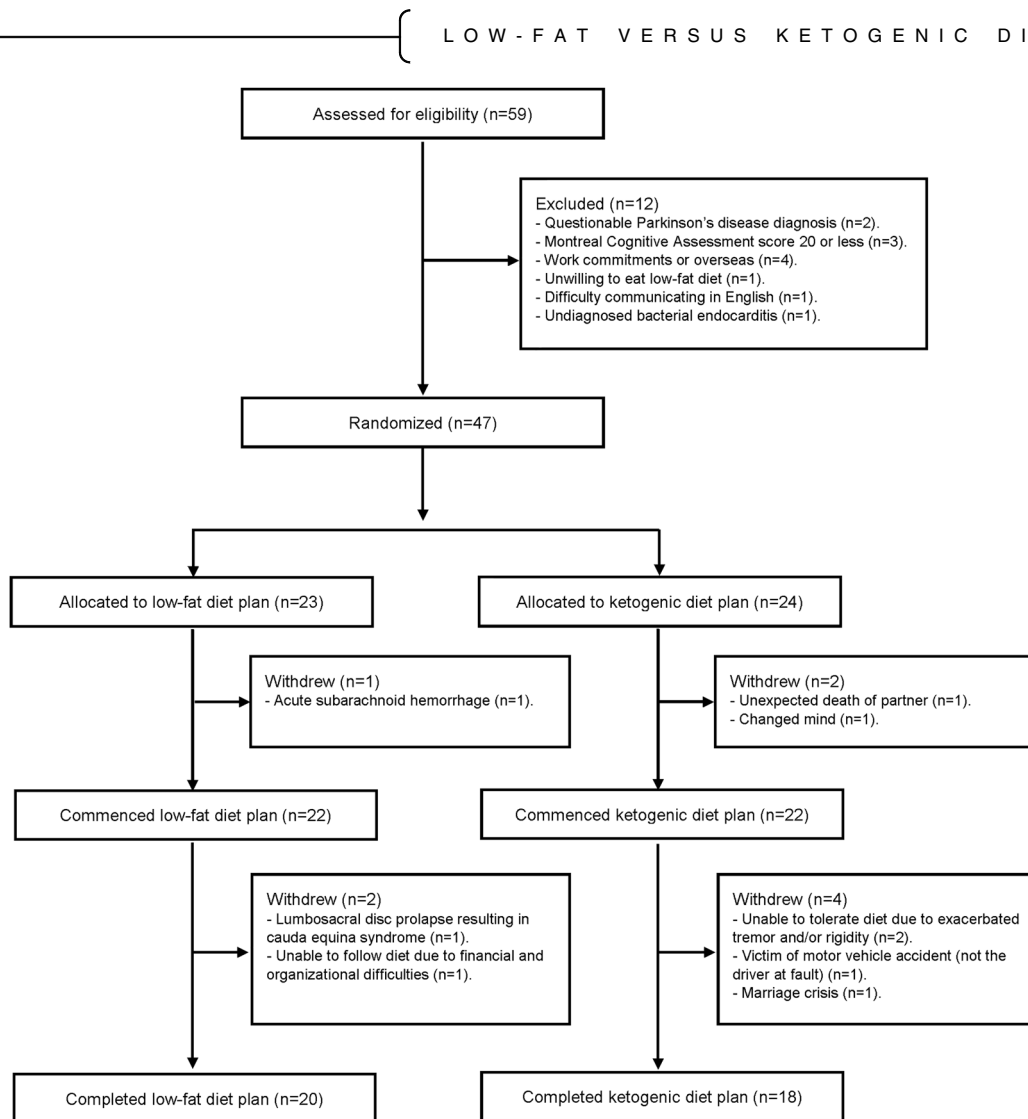 LOW-FAT VERSUS KETOGENIC DI
Assessed for eligibility (n=59)
Excluded (n=12)
- Questionable Parkinson's disease diagnosis (n=2).
- Montreal Cognitive Assessment score 20 or less (n=3).
- Work commitments or overseas (n=4).
- Unwilling to eat low-fat diet (n=1).
- Difficulty communicating in English (n=1).
- Undiagnosed bacterial endocarditis (n=1).
Randomized (n=47)
Allocated to low-fat diet plan (n=23)
Allocated to ketogenic diet plan (n=24)
Withdrew (n=1)
- Acute subarachnoid hemorrhage (n=1).
Withdrew (n=2)
- Unexpected death of partner (n=1).
- Changed mind (n=1).
Commenced low-fat diet plan (n=22)
Commenced ketogenic diet plan (n=22)
Withdrew (n=2)
- Lumbosacral disc prolapse resulting in
cauda equina syndrome (n=1).
- Unable to follow diet due to financial and
organizational difficulties (n=1).
Withdrew (n=4)
- Unable to tolerate diet due to exacerbated
tremor and/or rigidity (n=2).
- Victim of motor vehicle accident (not the
driver at fault) (n=1).
- Marriage crisis (n=1).
Completed low-fat diet plan (n=20)
Completed ketogenic diet plan (n=18)